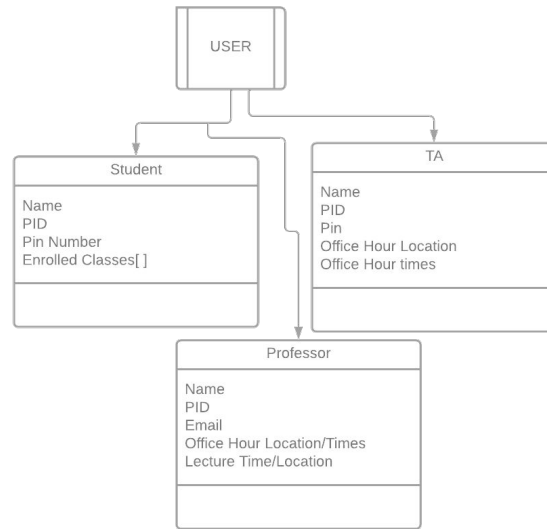 USER
Student
Name
PID
Pin Number
Enrolled Classes[ ]
TA
Name
PID
Pin
Office Hour Location
Office Hour times
Professor
Name
PID
Email
Office Hour Location/Times
Lecture Time/Location